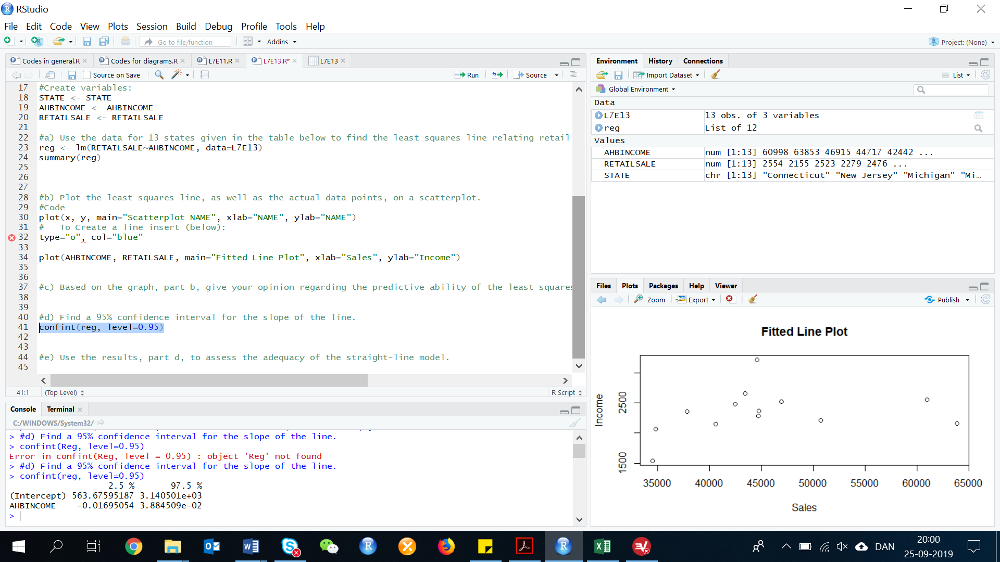 RStudio
File Edit Code View Plots Session Build Debug Profile Tools Help
Go to file/function Addins Project: (None)
Codes in general.R Codes for diagrams.R L7E11.R L7E13.R* L7E13
Source on Save Run Source
17 #Create variables:
18 STATE <- STATE
19 AHBINCOME <- AHBINCOME
20 RETAILSALE <- RETAILSALE
21
22 #a) Use the data for 13 states given in the table below to find the least squares line relating retail
23 reg <- lm(RETAILSALE~AHBINCOME, data=L7E13)
24 summary(reg)
25
26
27
28 #b) Plot the least squares line, as well as the actual data points, on a scatterplot.
29 #Code
30 plot(x, y, main="Scatterplot NAME", xlab="NAME", ylab="NAME")
31 #   To Create a line insert (below):
32 type="o", col="blue"
33
34 plot(AHBINCOME, RETAILSALE, main="Fitted Line Plot", xlab="Sales", ylab="Income")
35
36
37 #c) Based on the graph, part b, give your opinion regarding the predictive ability of the least squares
38
39
40 #d) Find a 95% confidence interval for the slope of the line.
41 confint(reg, level=0.95)
42
43
44 #e) Use the results, part d, to assess the adequacy of the straight-line model.
45
41:1 (Top Level) R Script
Console Terminal
C:/WINDOWS/System32/
> #d) Find a 95% confidence interval for the slope of the line.
> confint(Reg, level=0.95)
Error in confint(Reg, level = 0.95) : object 'Reg' not found
> #d) Find a 95% confidence interval for the slope of the line.
> confint(reg, level=0.95)
2.5 % 97.5 %
(Intercept) 563.67595187 3.140501e+03
AHBINCOME -0.01695054 3.884509e-02
>
Environment History Connections
Import Dataset List
Global Environment
Data
L7E13 13 obs. of 3 variables
reg List of 12
Values
AHBINCOME num [1:13] 60998 63853 46915 44717 42442 ...
RETAILSALE num [1:13] 2554 2155 2523 2279 2476 ...
STATE chr [1:13] "Connecticut" "New Jersey" "Michigan" "Mi…
Files Plots Packages Help Viewer
Zoom Export Publish
Fitted Line Plot
Income
2500
1500
35000 40000 45000 50000 55000 60000 65000
Sales
DAN
20:00
25-09-2019